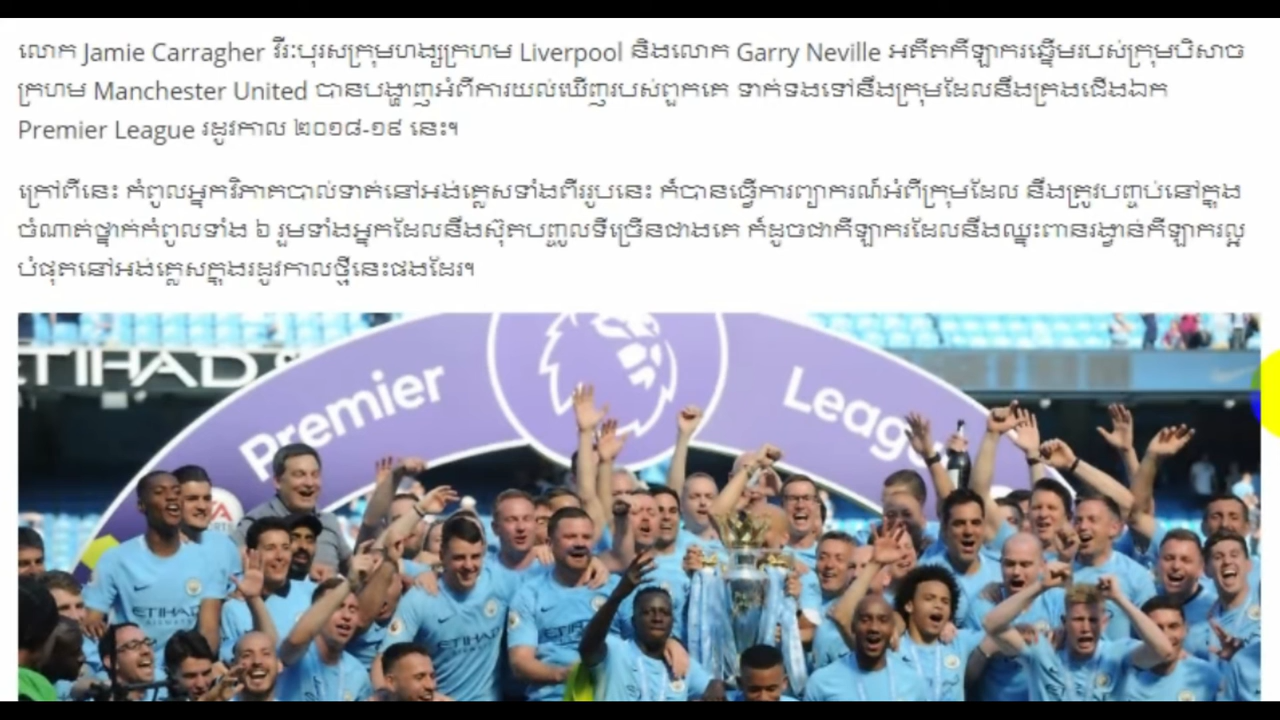 លោក Jamie Carragher វីរៈបុរសក្រុមហង្សក្រហម Liverpool និងលោក Garry Neville អតីតកីឡាករឆ្នើមរបស់ក្រុមបិសាច
ក្រហម Manchester United បានបង្ហាញអំពីការយល់ឃើញរបស់ពួកគេ ទាក់ទងទៅនឹងក្រុមដែលនឹងគ្រងជើងឯក
Premier League រដូវកាល ២០១៨-១៩ នេះ។
ក្រៅពីនេះ កំពូលអ្នកវិភាគបាល់ទាត់នៅអង់គ្លេសទាំងពីររូបនេះ ក៍បានធ្វើការព្យាករណ៍អំពីក្រុមដែល នឹងត្រូវបញ្ចប់នៅក្នុង
ចំណាត់ថ្នាក់កំពូលទាំង ៦ រួមទាំងអ្នកដែលនឹងស៊ុតបញ្ចូលទីច្រើនជាងគេ ក៍ដូចជាកីឡាករដែលនឹងឈ្នះពានរង្វាន់កីឡាករល្អ
បំផុតនៅអង់គ្លេសក្នុងរដូវកាលថ្មីនេះផងដែរ។
ETIHAD
Premier League
ETIHAD
ETIHAD
ETIHAD